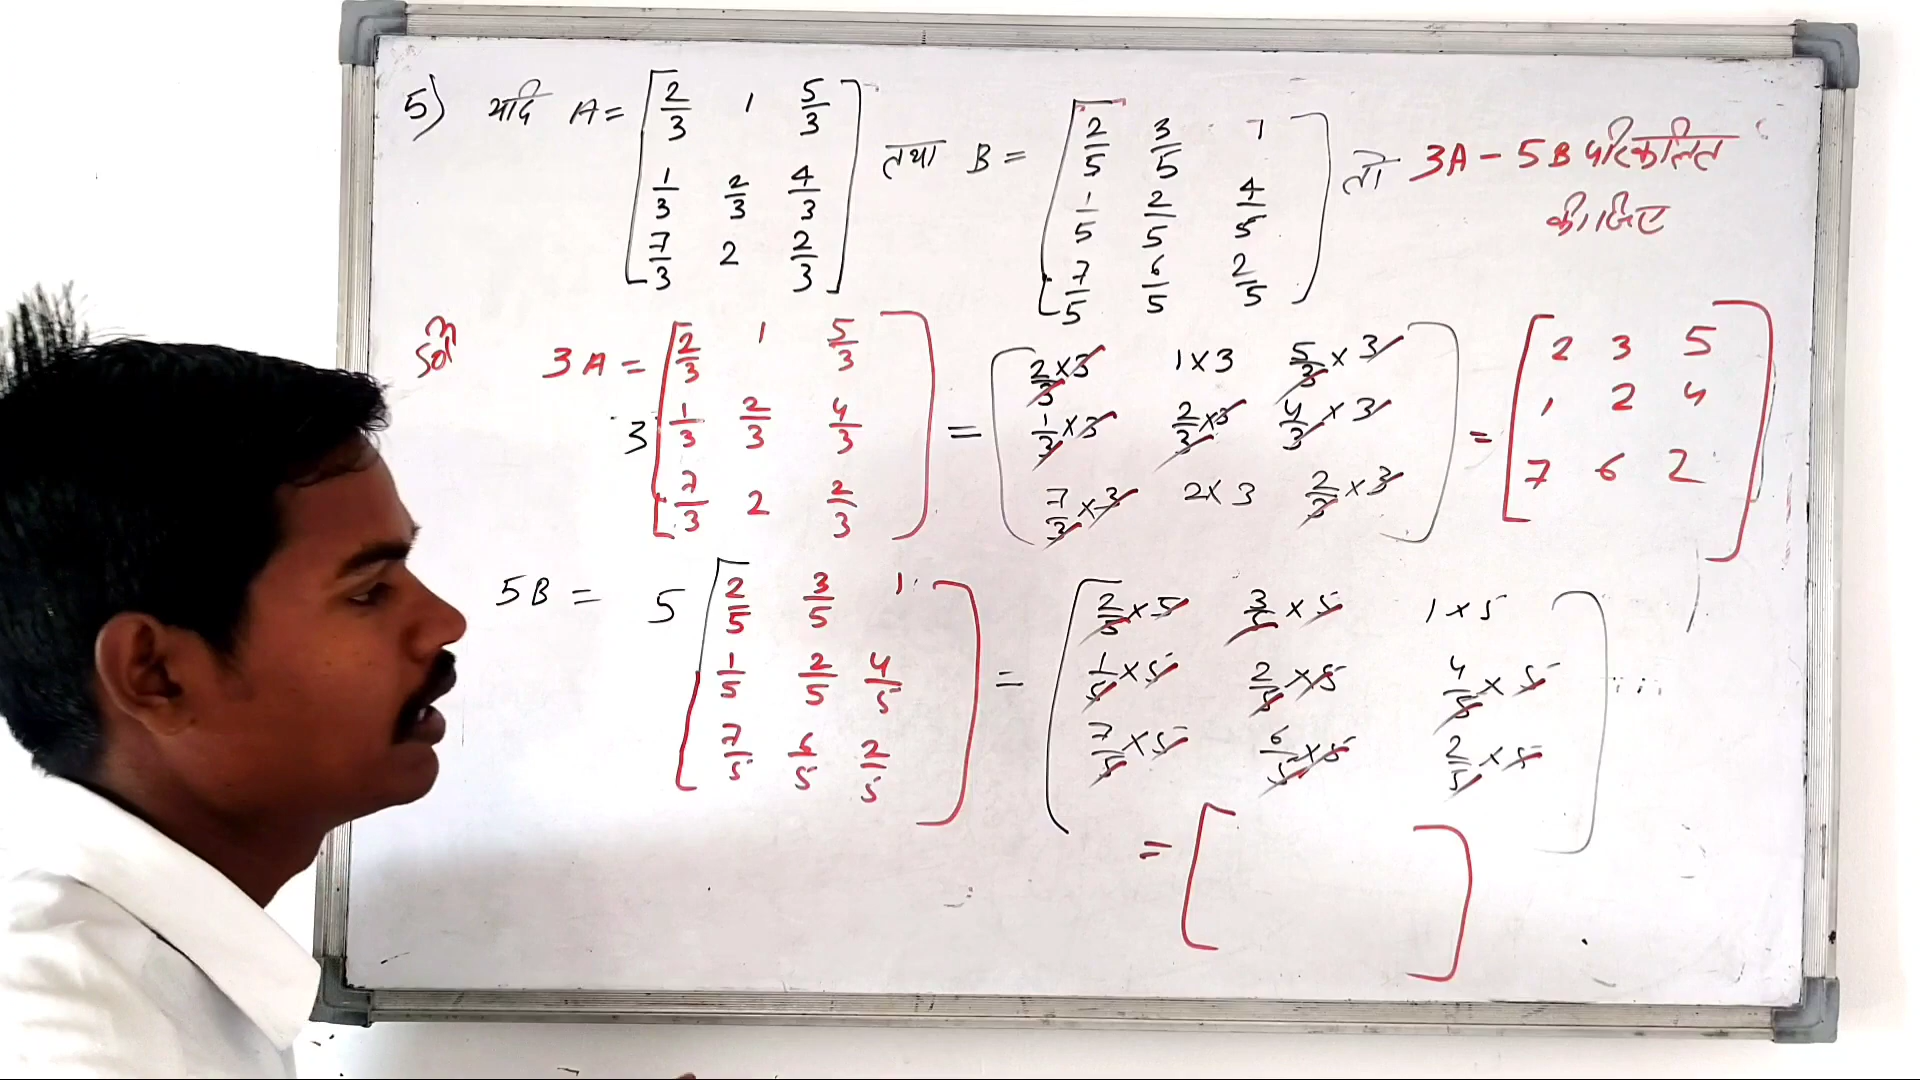 5) यदि A = [2/3 1 5/3
1/3 2/3 4/3
7/3 2 2/3]
तथा B = [2/5 3/5 1
1/5 2/5 4/5
7/5 6/5 2/5]
तो 3A - 5B परिकलित
कीजिए
Solⁿ 3A = 3 [2/3 1 5/3
1/3 2/3 4/3
7/3 2 2/3]
= [2/3 × 3 1 × 3 5/3 × 3
1/3 × 3 2/3 × 3 4/3 × 3
7/3 × 3 2 × 3 2/3 × 3]
= [2 3 5
1 2 4
7 6 2]
5B = 5 [2/5 3/5 1
1/5 2/5 4/5
7/5 6/5 2/5]
= [2/5 × 5 3/5 × 5 1 × 5
1/5 × 5 2/5 × 5 4/5 × 5
7/5 × 5 6/5 × 5 2/5 × 5]
= [ ]